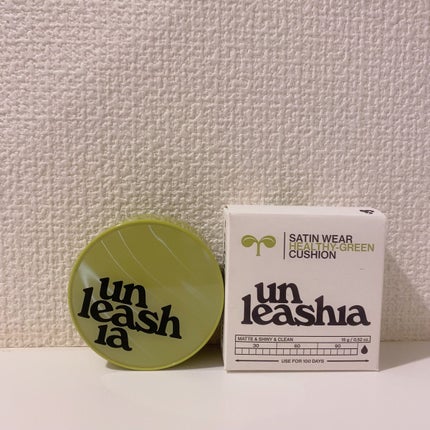 un
leash
ia
SATIN WEAR
HEALTHY-GREEN
CUSHION
un
leashia
MATTE & SHINY & CLEAN 15 g / 0.52 oz.
30 60 90
USE FOR 100 DAYS